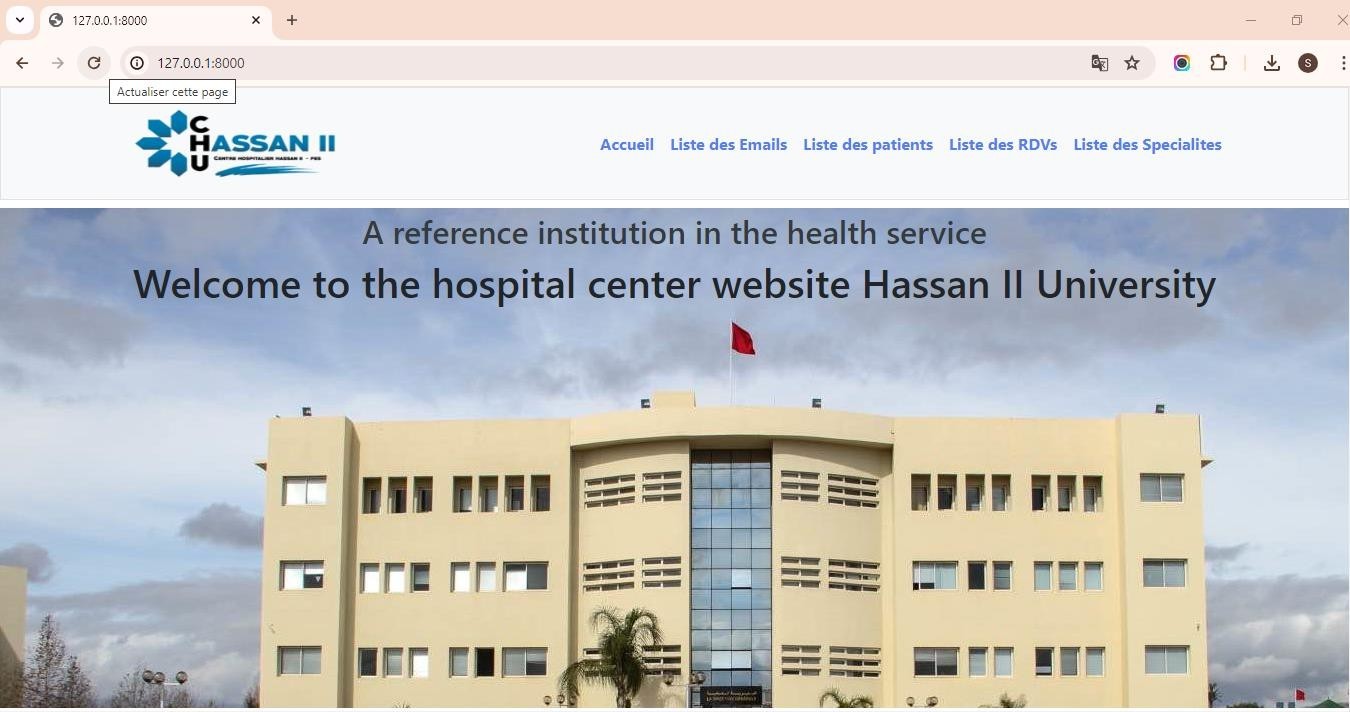 127.0.0.1:8000
127.0.0.1:8000
S
Actualiser cette page
CHU
HASSAN II
CENTRE HOSPITALIER HASSAN II - FES
Accueil Liste des Emails Liste des patients Liste des RDVs Liste des Specialites
A reference institution in the health service
Welcome to the hospital center website Hassan II University